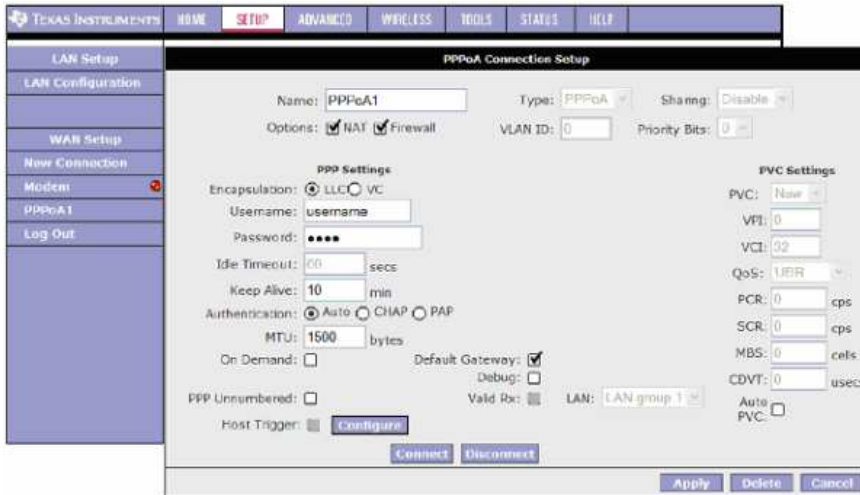 TEXAS INSTRUMENTS HOME SETUP ADVANCED WIRELESS TOOLS STATUS HELP
LAN Setup
LAN Configuration
WAN Setup
New Connection
Modem
PPPoA1
Log Out
PPPoA Connection Setup
Name: PPPoA1 Type: PPPoA Sharing: Disable
Options: NAT Firewall VLAN ID: 0 Priority Bits: 0
PPP Settings
Encapsulation: LLC VC
Username: username
Password: ●●●●
Idle Timeout: 60 secs
Keep Alive: 10 min
Authentication: Auto CHAP PAP
MTU: 1500 bytes
On Demand: Default Gateway:
Debug:
PPP Unnumbered: Valid Rx: LAN: LAN group 1
Host Trigger: Configure
PVC Settings
PVC: New
VPI: 0
VCI: 32
QoS: UBR
PCR: 0 cps
SCR: 0 cps
MBS: 0 cells
CDVT: 0 usecs
Auto PVC:
Connect Disconnect
Apply Delete Cancel